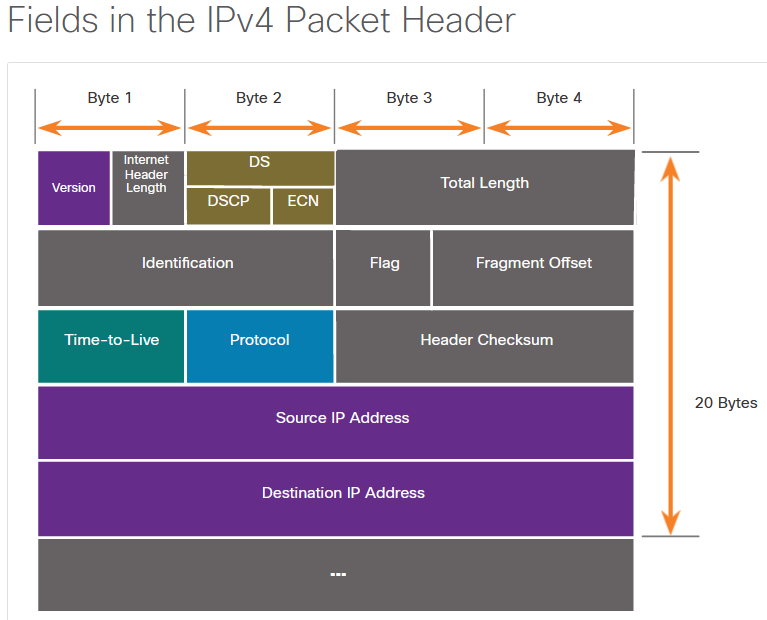 Fields in the IPv4 Packet Header
Byte 1
Byte 2
Byte 3
Byte 4
Version
Internet
Header
Length
DS
DSCP
ECN
Total Length
Identification
Flag
Fragment Offset
Time-to-Live
Protocol
Header Checksum
Source IP Address
20 Bytes
Destination IP Address
...